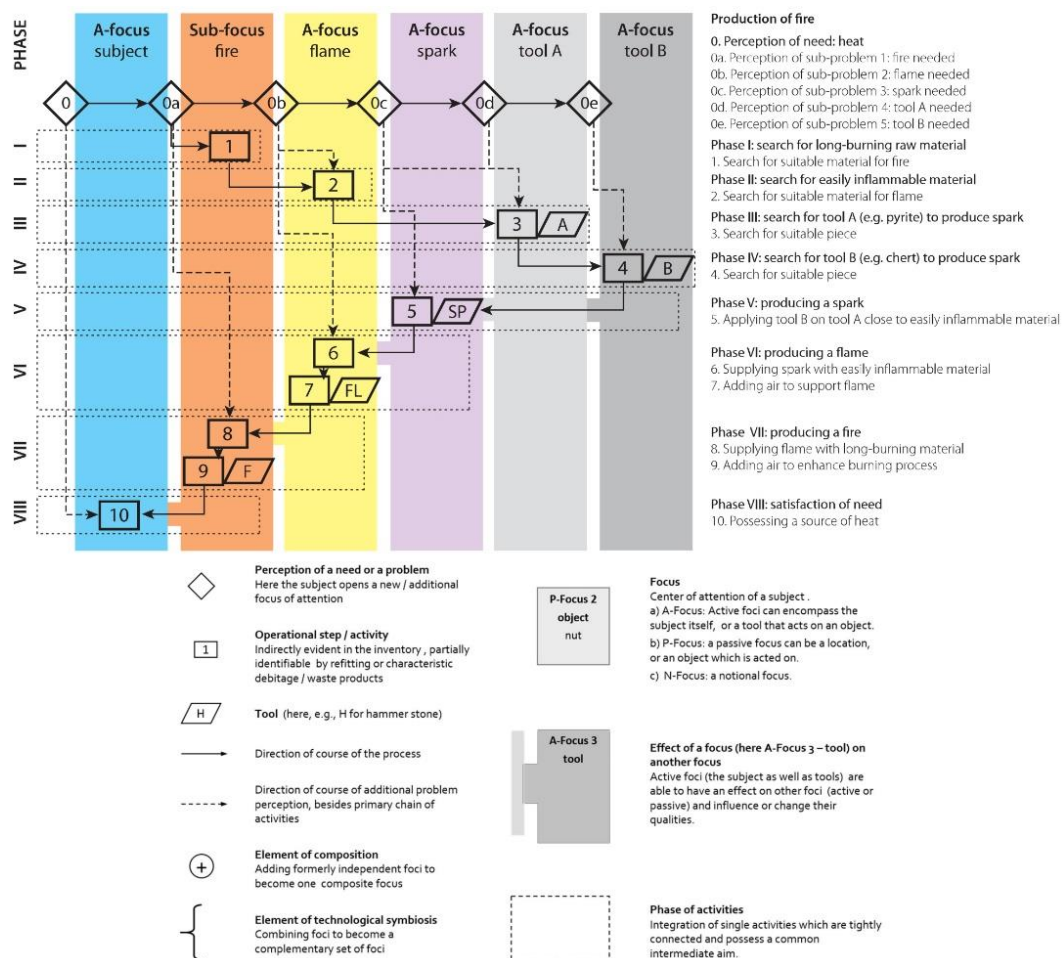 PHASE
A-focus
subject
Sub-focus
fire
A-focus
flame
A-focus
spark
A-focus
tool A
A-focus
tool B
0
0a
0b
0c
0d
0e
I
1
II
2
III
3
A
IV
4
B
V
5
SP
VI
6
7
FL
VII
8
9
F
VIII
10
Production of fire
0. Perception of need: heat
0a. Perception of sub-problem 1: fire needed
0b. Perception of sub-problem 2: flame needed
0c. Perception of sub-problem 3: spark needed
0d. Perception of sub-problem 4: tool A needed
0e. Perception of sub-problem 5: tool B needed
Phase I: search for long-burning raw material
1. Search for suitable material for fire
Phase II: search for easily inflammable material
2. Search for suitable material for flame
Phase III: search for tool A (e.g. pyrite) to produce spark
3. Search for suitable piece
Phase IV: search for tool B (e.g. chert) to produce spark
4. Search for suitable piece
Phase V: producing a spark
5. Applying tool B on tool A close to easily inflammable material
Phase VI: producing a flame
6. Supplying spark with easily inflammable material
7. Adding air to support flame
Phase VII: producing a fire
8. Supplying flame with long-burning material
9. Adding air to enhance burning process
Phase VIII: satisfaction of need
10. Possessing a source of heat
Perception of a need or a problem
Here the subject opens a new / additional
focus of attention
1
Operational step / activity
Indirectly evident in the inventory , partially
identifiable by refitting or characteristic
debitage / waste products
H
Tool (here, e.g., H for hammer stone)
Direction of course of the process
Direction of course of additional problem
perception, besides primary chain of
activities
+
Element of composition
Adding formerly independent foci to
become one composite focus
Element of technological symbiosis
Combining foci to become a
complementary set of foci
P-Focus 2
object
nut
Focus
Center of attention of a subject .
a) A-Focus: Active foci can encompass the
subject itself, or a tool that acts on an object.
b) P-Focus: a passive focus can be a location,
or an object which is acted on.
c) N-Focus: a notional focus.
A-Focus 3
tool
Effect of a focus (here A-Focus 3 – tool) on
another focus
Active foci (the subject as well as tools) are
able to have an effect on other foci (active or
passive) and influence or change their
qualities.
Phase of activities
Integration of single activities which are tightly
connected and possess a common
intermediate aim.